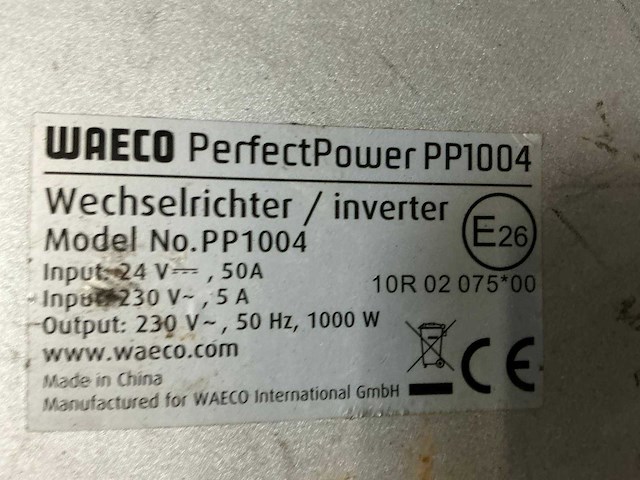 WAECO PerfectPower PP1004
Wechselrichter / inverter
Model No.PP1004
E26
Input: 24 V⎓ , 50A
10R 02 075*00
Input: 230 V~ , 5 A
Output: 230 V~ , 50 Hz, 1000 W
www.waeco.com
CE
Made in China
Manufactured for WAECO International GmbH